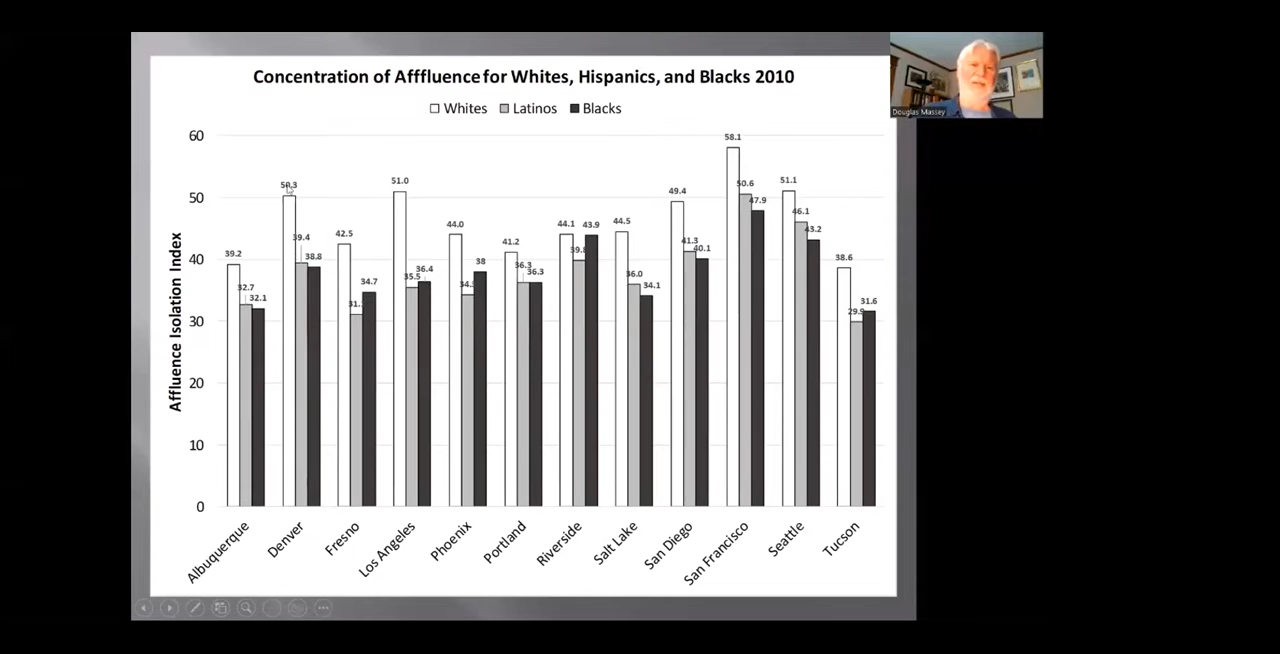 Concentration of Afffluence for Whites, Hispanics, and Blacks 2010
Whites Latinos Blacks
Douglas Massey
Affluence Isolation Index
60
50
40
30
20
10
0
39.2 32.7 32.1
39.4 38.8
42.5 34.7
51.0 35.5 36.4
44.0 38
41.2 36.3 36.3
44.1 43.9
44.5 36.0 34.1
49.4 41.3 40.1
58.1 50.6 47.9
51.1 46.1 43.2
38.6 29.9 31.6
Albuquerque
Denver
Fresno
Los Angeles
Phoenix
Portland
Riverside
Salt Lake
San Diego
San Francisco
Seattle
Tucson